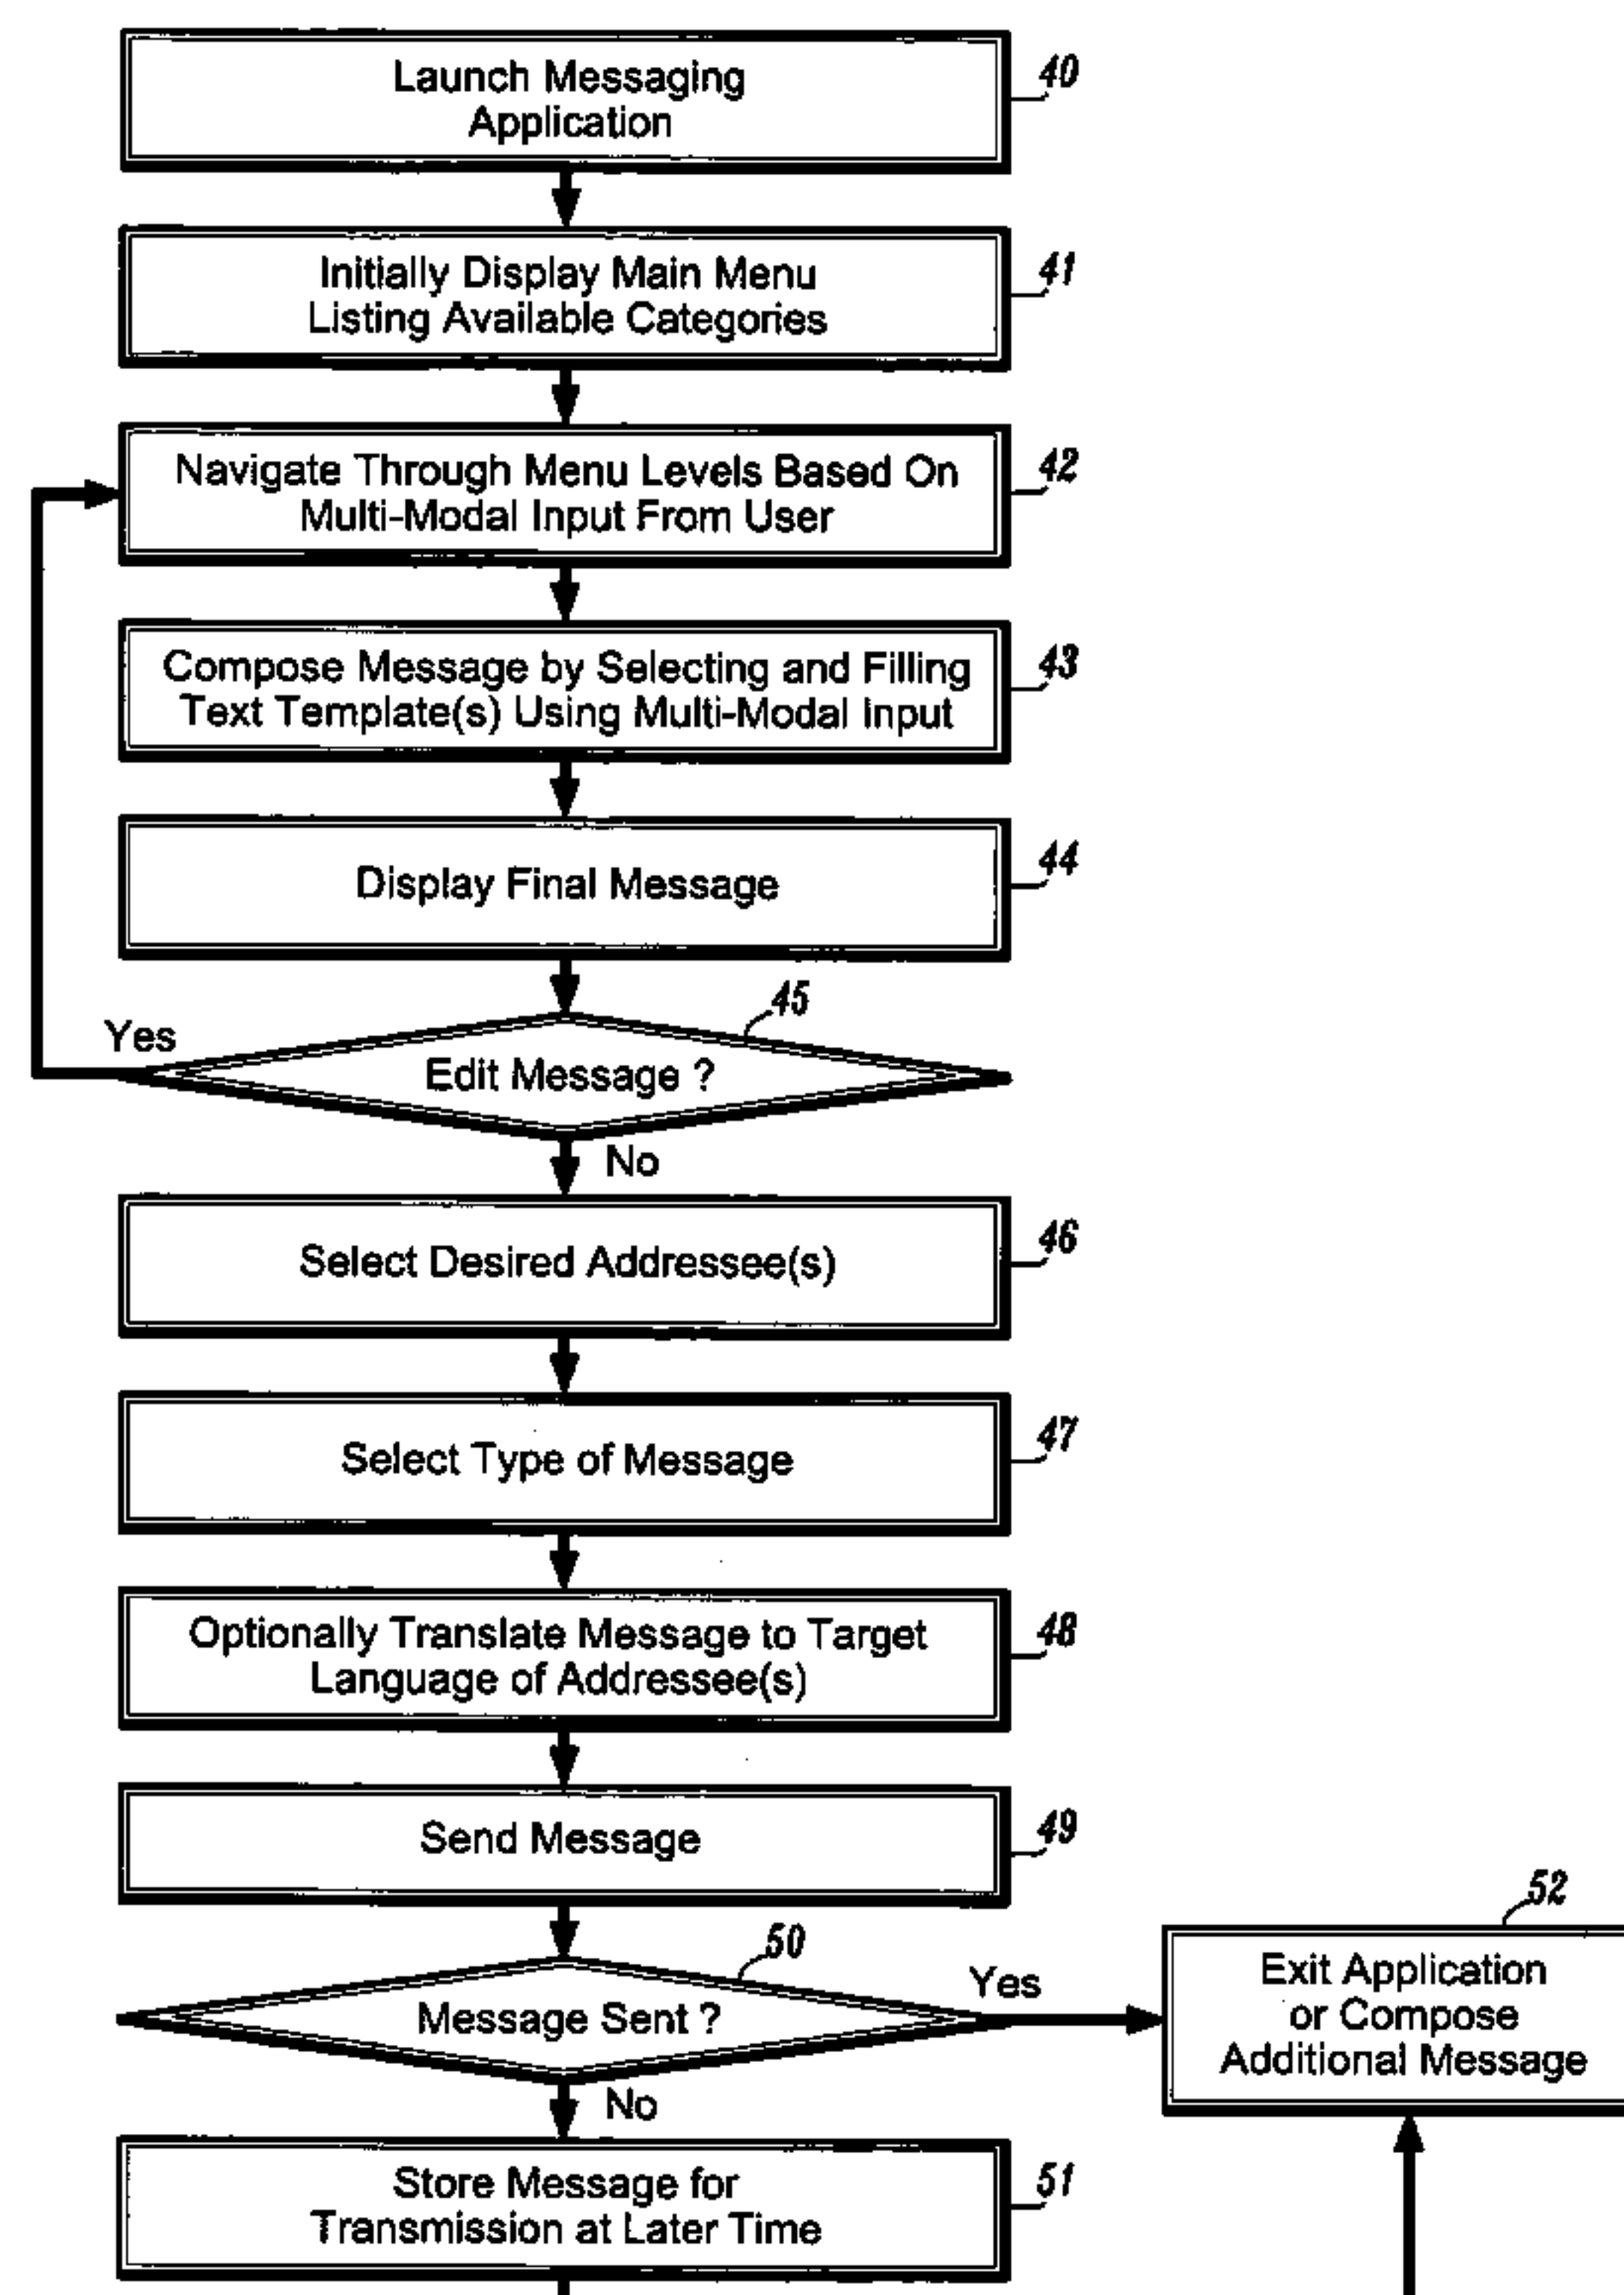 Launch Messaging
Application
40
Initially Display Main Menu
Listing Available Categories
41
Navigate Through Menu Levels Based On
Multi-Modal Input From User
42
Compose Message by Selecting and Filling
Text Template(s) Using Multi-Modal Input
43
Display Final Message
44
45
Yes
Edit Message ?
No
Select Desired Addressee(s)
46
Select Type of Message
47
Optionally Translate Message to Target
Language of Addressee(s)
48
Send Message
49
50
Message Sent ?
Yes
52
Exit Application
or Compose
Additional Message
No
Store Message for
Transmission at Later Time
51